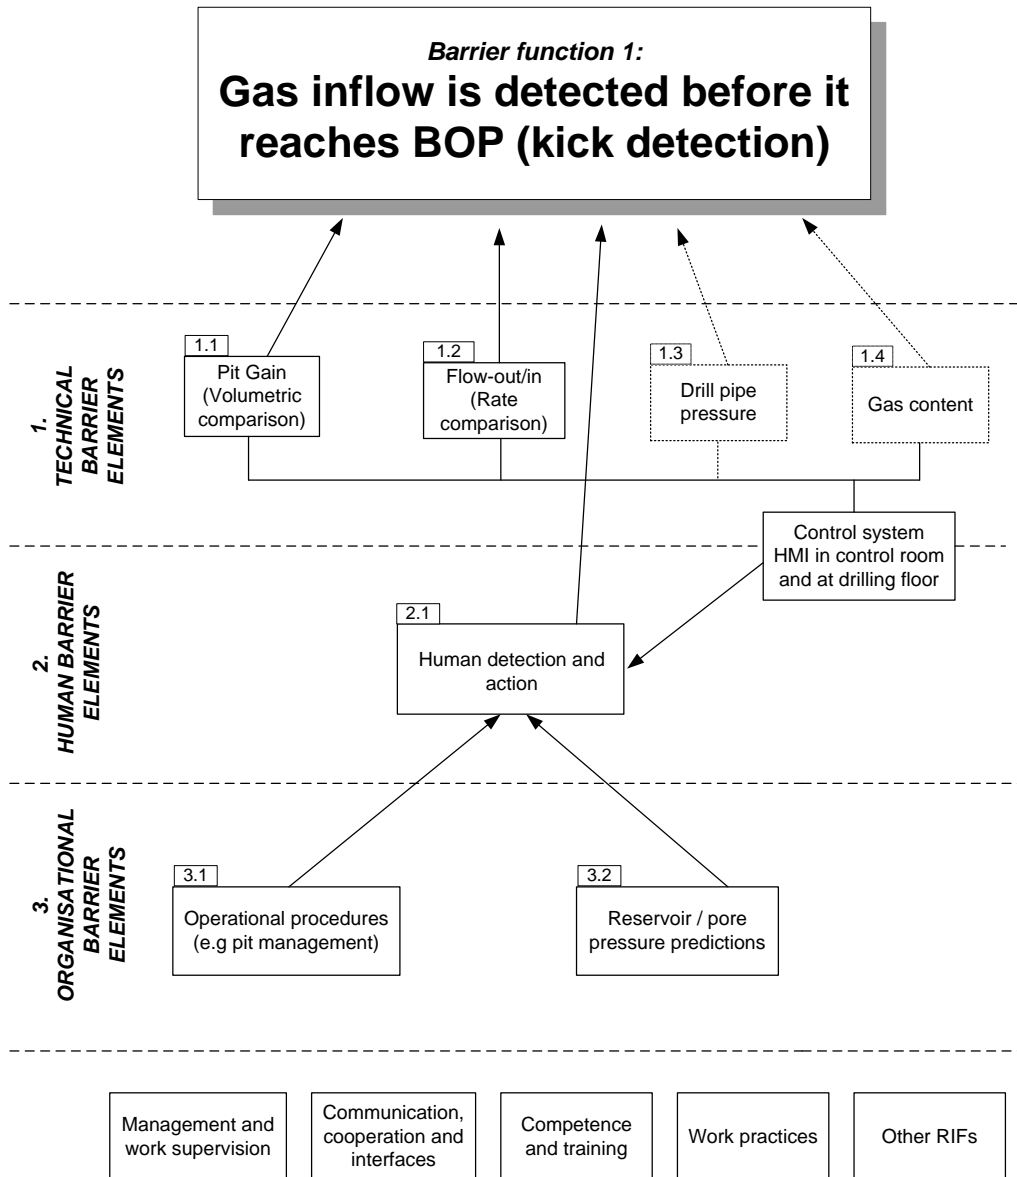 Barrier function 1:
Gas inflow is detected before it
reaches BOP (kick detection)
1.
TECHNICAL
BARRIER
ELEMENTS
1.1
Pit Gain
(Volumetric
comparison)
1.2
Flow-out/in
(Rate
comparison)
1.3
Drill pipe
pressure
1.4
Gas content
Control system
HMI in control room
and at drilling floor
2.
HUMAN BARRIER
ELEMENTS
2.1
Human detection and
action
3.
ORGANISATIONAL
BARRIER
ELEMENTS
3.1
Operational procedures
(e.g pit management)
3.2
Reservoir / pore
pressure predictions
Management and
work supervision
Communication,
cooperation and
interfaces
Competence
and training
Work practices
Other RIFs